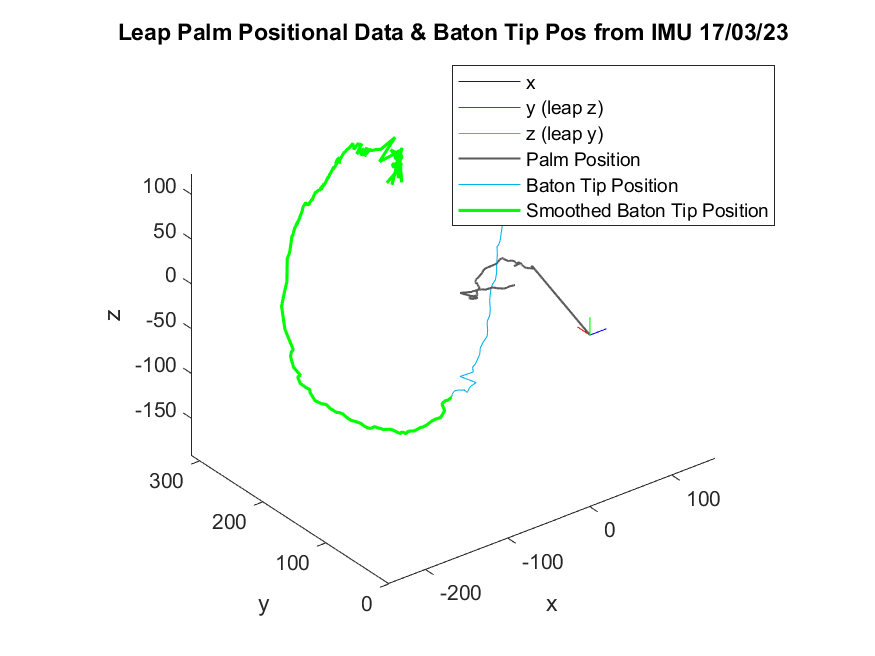 Leap Palm Positional Data & Baton Tip Pos from IMU 17/03/23
x
y (leap z)
z (leap y)
Palm Position
Baton Tip Position
Smoothed Baton Tip Position
100
50
0
-50
-100
-150
z
300
200
100
0
y
-200
-100
0
100
x